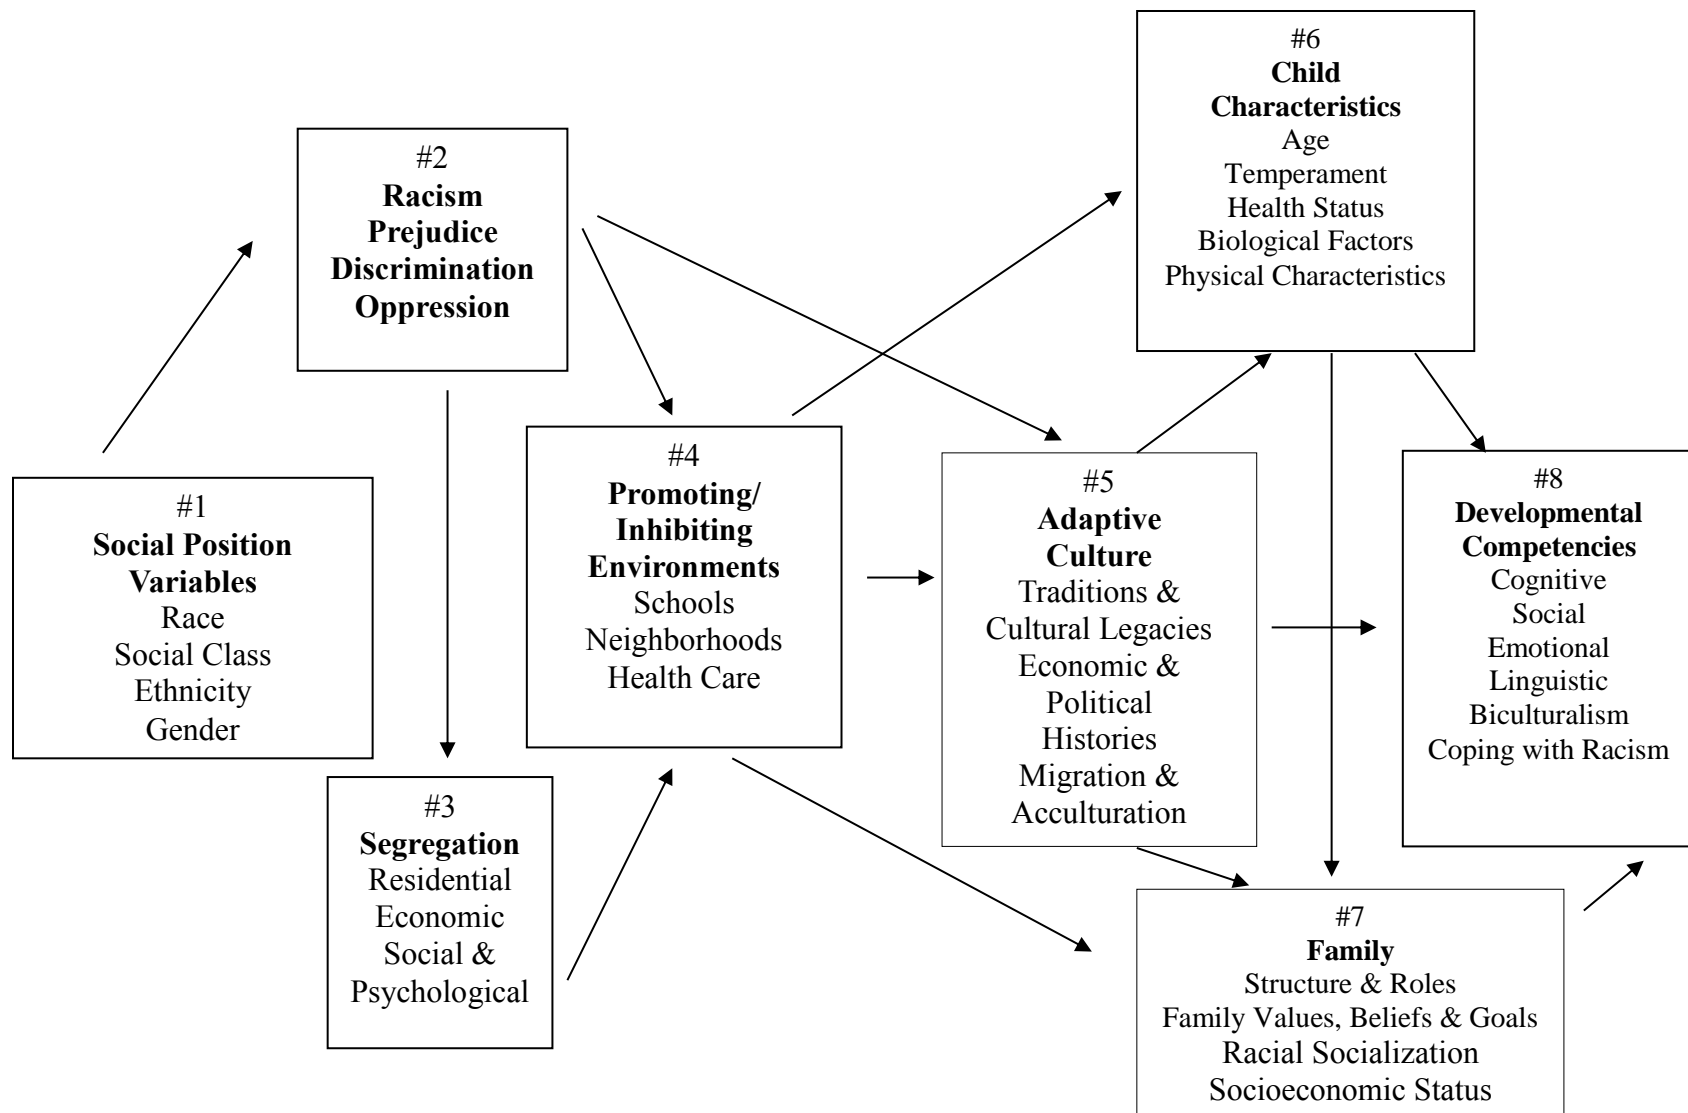 #1
Social Position
Variables
Race
Social Class
Ethnicity
Gender
#2
Racism
Prejudice
Discrimination
Oppression
#3
Segregation
Residential
Economic
Social &
Psychological
#4
Promoting/
Inhibiting
Environments
Schools
Neighborhoods
Health Care
#5
Adaptive
Culture
Traditions &
Cultural Legacies
Economic &
Political
Histories
Migration &
Acculturation
#6
Child
Characteristics
Age
Temperament
Health Status
Biological Factors
Physical Characteristics
#7
Family
Structure & Roles
Family Values, Beliefs & Goals
Racial Socialization
Socioeconomic Status
#8
Developmental
Competencies
Cognitive
Social
Emotional
Linguistic
Biculturalism
Coping with Racism